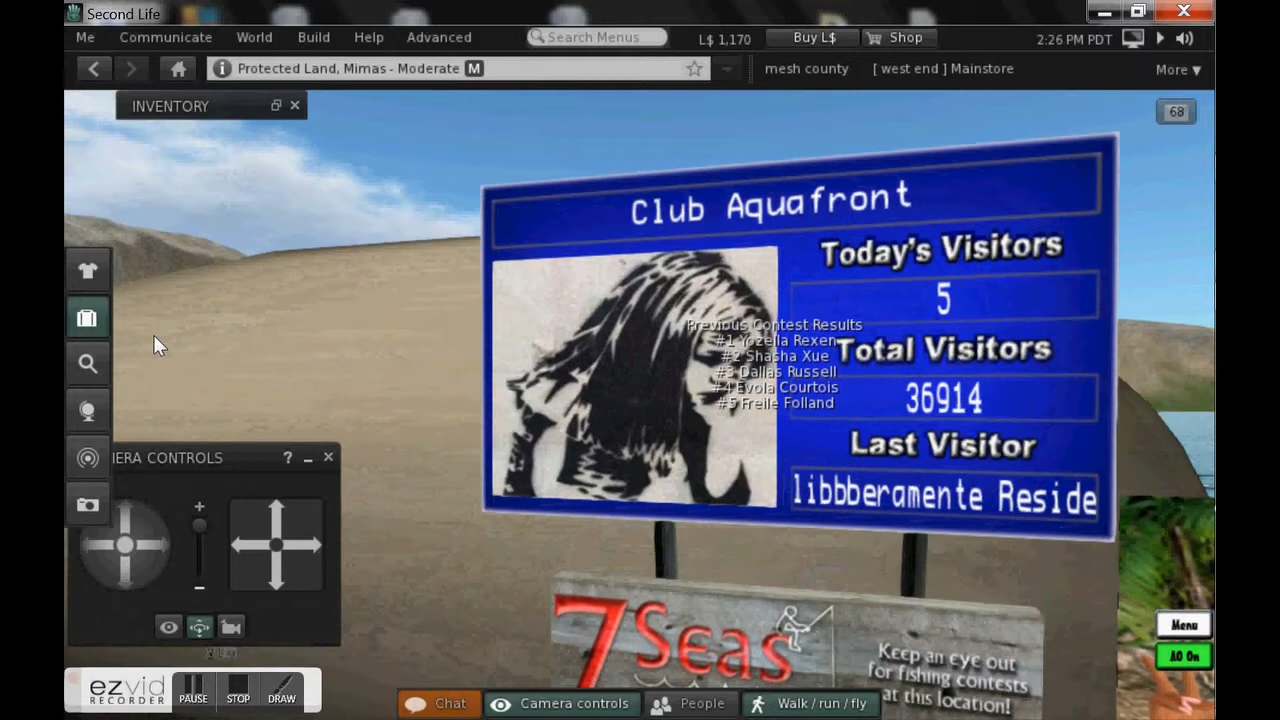 Second Life
Me Communicate World Build Help Advanced
Search Menus
L$ 1,170
Buy L$
Shop
2:26 PM PDT
Protected Land, Mimas - Moderate M
mesh county
[ west end ] Mainstore
More
INVENTORY
68
Club Aquafront
Today's Visitors
5
Total Visitors
36914
Last Visitor
libbberamente Reside
Previous Contest Results
#1 Yozella Rexen
#2 Shasha Xue
#3 Dallas Russell
#4 Evola Courtois
#5 Freile Folland
ERA CONTROLS
?
7Seas
Keep an eye out
for fishing contests
at this location!
Menu
AO On
ezvid
RECORDER
PAUSE
STOP
DRAW
Chat
Camera controls
People
Walk / run / fly